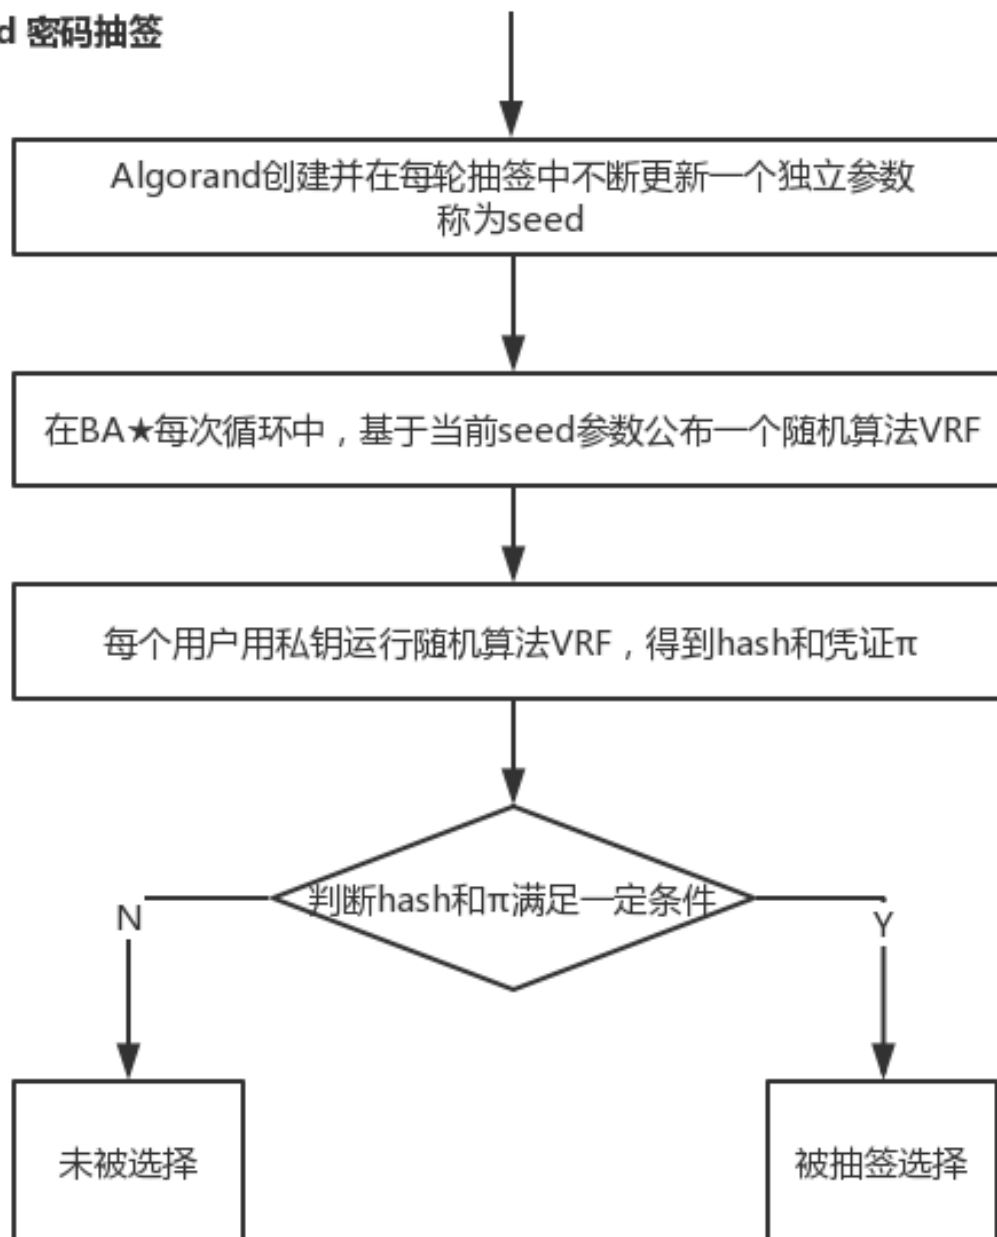 d 密码抽签
Algorand创建并在每轮抽签中不断更新一个独立参数
称为seed
在BA★每次循环中，基于当前seed参数公布一个随机算法VRF
每个用户用私钥运行随机算法VRF，得到hash和凭证π
判断hash和π满足一定条件
N
Y
未被选择
被抽签选择